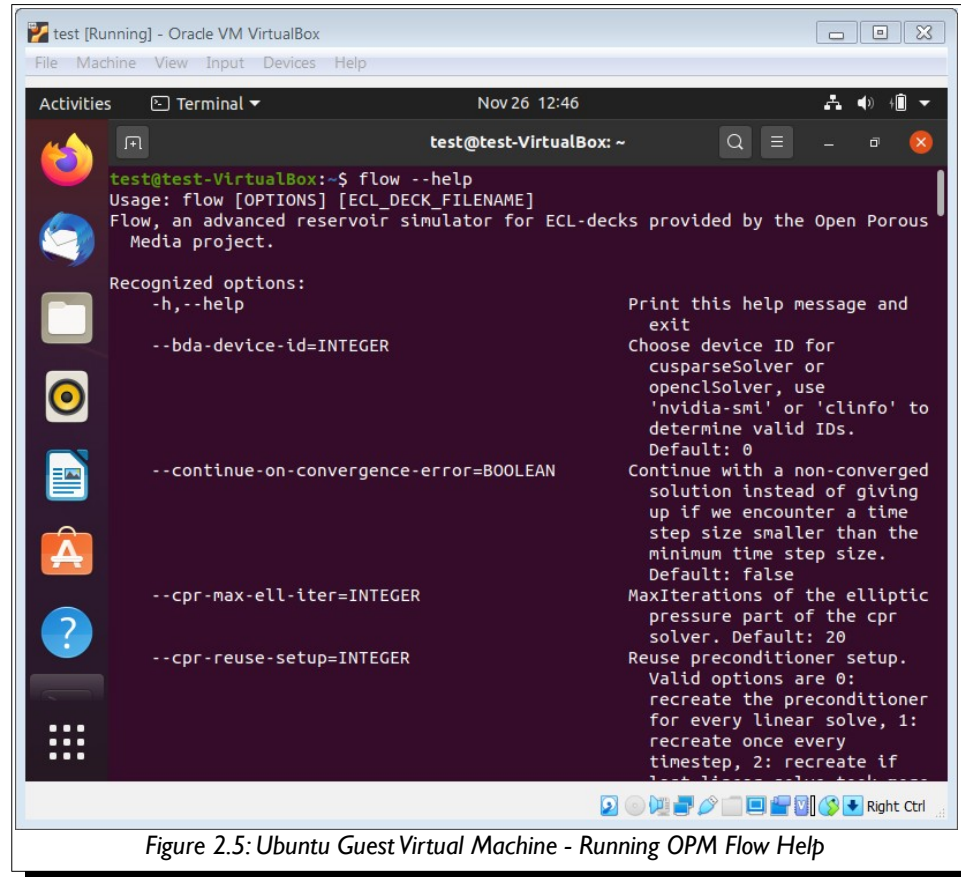 test [Running] - Oracle VM VirtualBox
File Machine View Input Devices Help
Activities Terminal Nov 26 12:46
test@test-VirtualBox: ~
test@test-VirtualBox:~$ flow --help
Usage: flow [OPTIONS] [ECL_DECK_FILENAME]
Flow, an advanced reservoir simulator for ECL-decks provided by the Open Porous
Media project.
Recognized options:
-h,--help Print this help message and
exit
--bda-device-id=INTEGER Choose device ID for
cusparseSolver or
openclSolver, use
'nvidia-smi' or 'clinfo' to
determine valid IDs.
Default: 0
--continue-on-convergence-error=BOOLEAN Continue with a non-converged
solution instead of giving
up if we encounter a time
step size smaller than the
minimum time step size.
Default: false
--cpr-max-ell-iter=INTEGER MaxIterations of the elliptic
pressure part of the cpr
solver. Default: 20
--cpr-reuse-setup=INTEGER Reuse preconditioner setup.
Valid options are 0:
recreate the preconditioner
for every linear solve, 1:
recreate once every
timestep, 2: recreate if
Right Ctrl
Figure 2.5: Ubuntu Guest Virtual Machine - Running OPM Flow Help